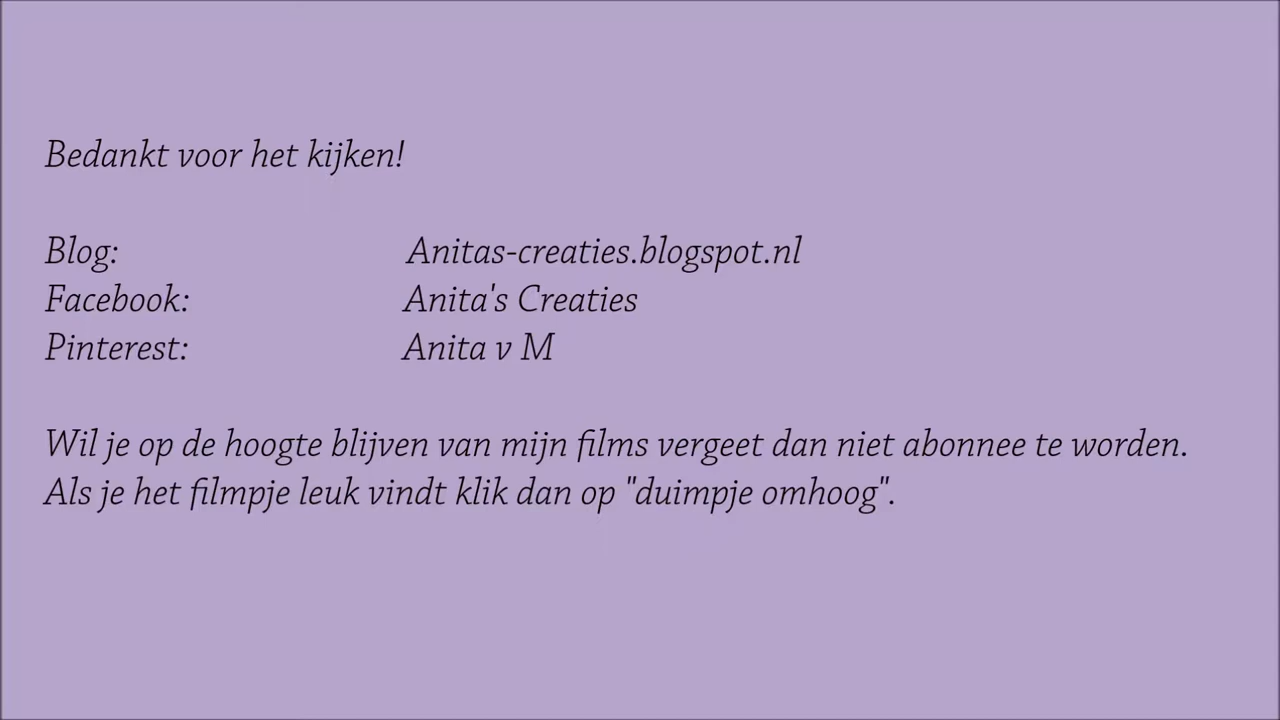 Bedankt voor het kijken!
Blog: Anitas-creaties.blogspot.nl
Facebook: Anita's Creaties
Pinterest: Anita v M
Wil je op de hoogte blijven van mijn films vergeet dan niet abonnee te worden.
Als je het filmpje leuk vindt klik dan op "duimpje omhoog".